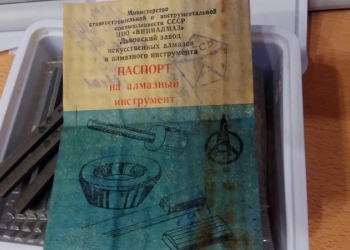 Министерство
станкостроительной и инструментальной
промышленности СССР
НПО «ВНИИАЛМАЗ»
Львовский завод
искусственных алмазов
и алмазного инструмента
ПАСПОРТ
на алмазный
инструмент